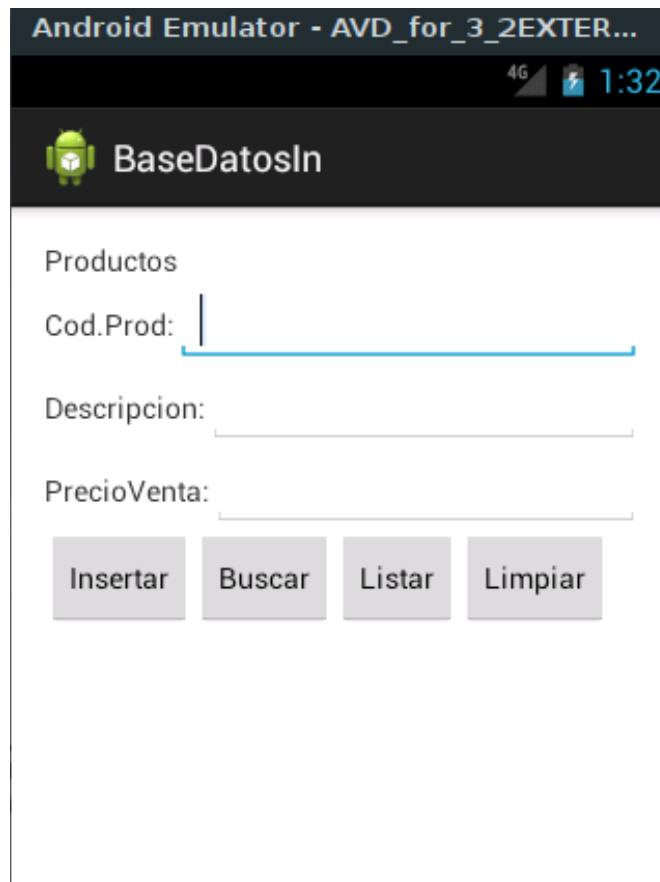 Android Emulator - AVD_for_3_2EXTER...
4G 1:32
BaseDatosIn
Productos
Cod.Prod:
Descripcion:
PrecioVenta:
Insertar Buscar Listar Limpiar